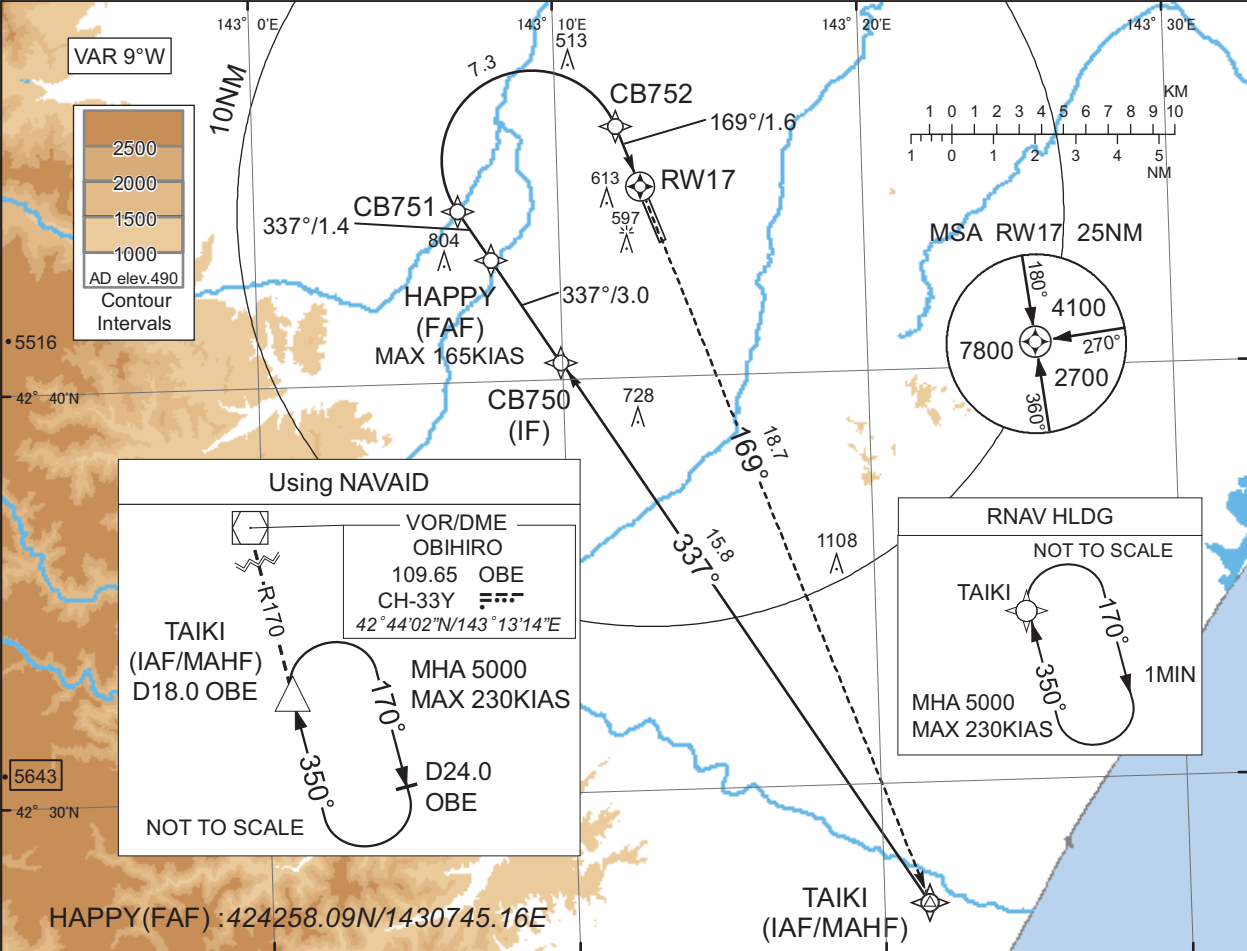 143° 0'E
143° 10'E
143° 20'E
143° 30'E
VAR 9°W
10NM
7.3
513
CB752
169°/1.6
KM
1 0 1 2 3 4 5 6 7 8 9 10
1 0 1 2 3 4 5
NM
2500
2000
1500
1000
AD elev.490
Contour
Intervals
CB751
337°/1.4
804
613
597
RW17
HAPPY
(FAF)
MAX 165KIAS
337°/3.0
MSA RW17 25NM
180°
4100
270°
7800
2700
360°
5516
42° 40'N
CB750
(IF)
728
18.7
169°
15.8
337°
1108
Using NAVAID
VOR/DME
OBIHIRO
109.65 OBE
CH-33Y
42°44'02"N/143°13'14"E
R170
TAIKI
(IAF/MAHF)
D18.0 OBE
MHA 5000
MAX 230KIAS
170°
350°
D24.0
OBE
NOT TO SCALE
RNAV HLDG
NOT TO SCALE
TAIKI
170°
350°
1MIN
MHA 5000
MAX 230KIAS
5643
42° 30'N
TAIKI
(IAF/MAHF)
HAPPY(FAF) :424258.09N/1430745.16E